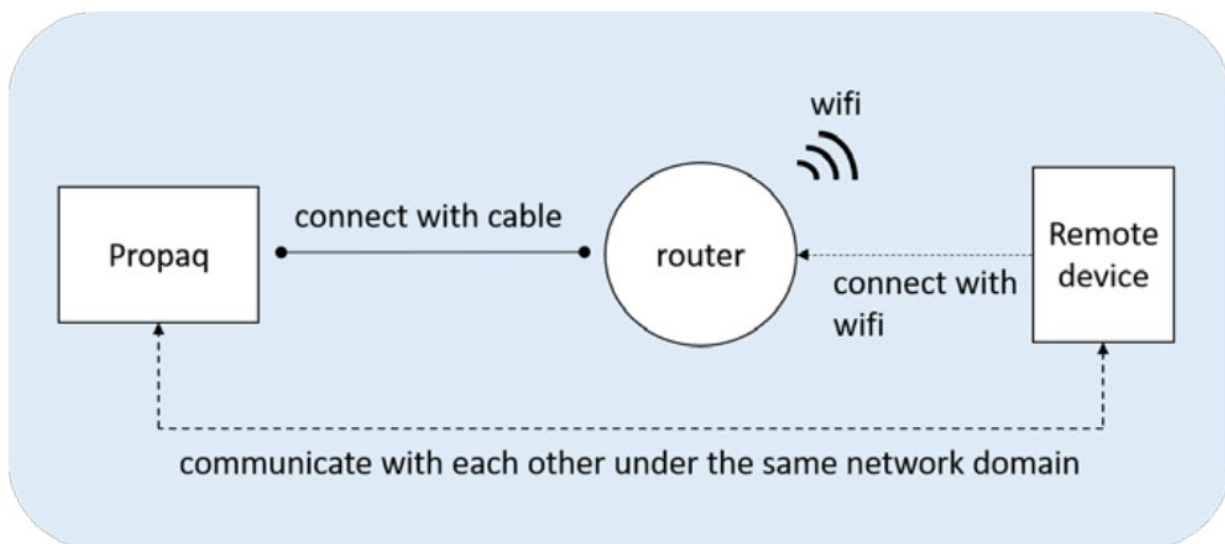 wifi
connect with cable
Propaq
router
Remote
device
connect with
wifi
communicate with each other under the same network domain